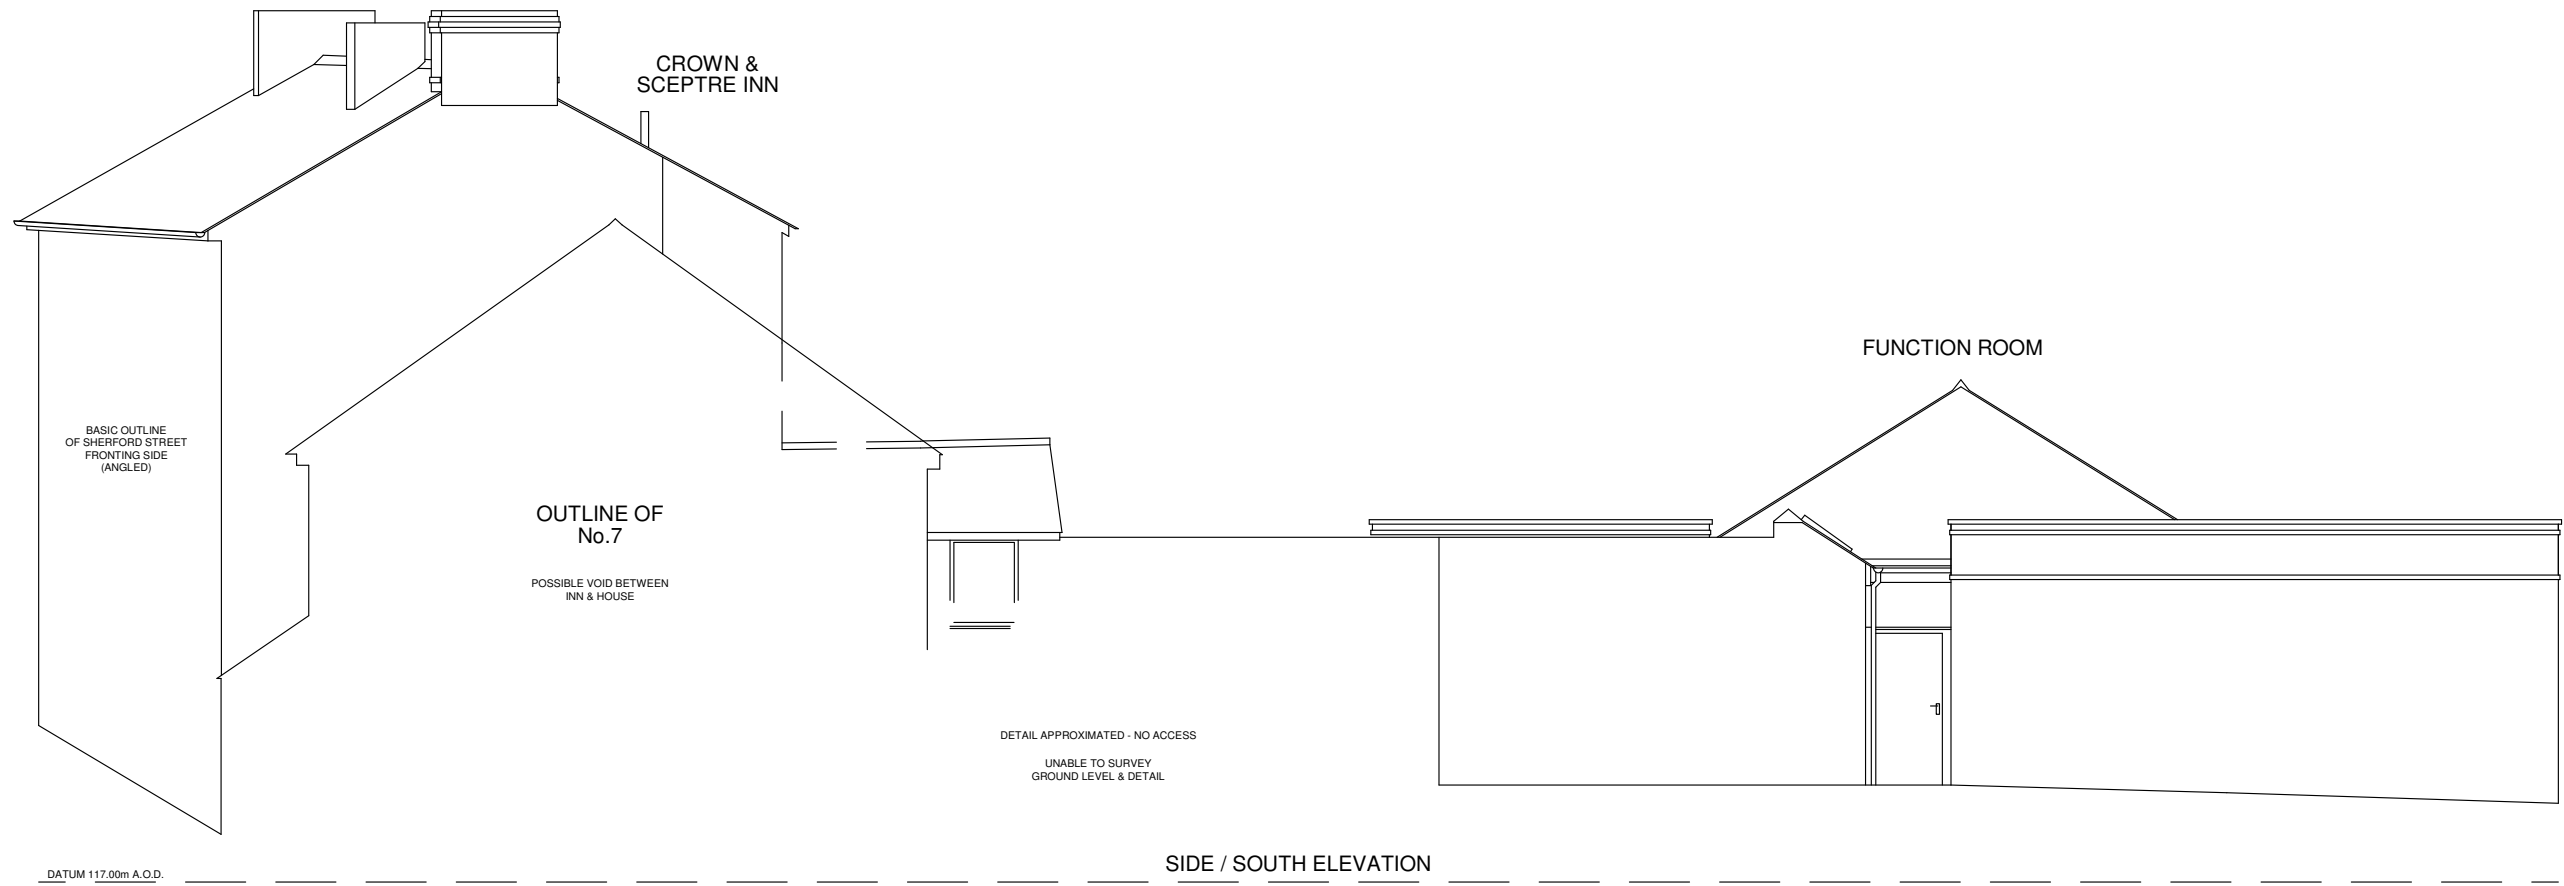 CROWN &
SCEPTRE INN
FUNCTION ROOM
BASIC OUTLINE
OF SHERFORD STREET
FRONTING SIDE
(ANGLED)
OUTLINE OF
No.7
POSSIBLE VOID BETWEEN
INN & HOUSE
DETAIL APPROXIMATED - NO ACCESS
UNABLE TO SURVEY
GROUND LEVEL & DETAIL
SIDE / SOUTH ELEVATION
DATUM 117.00m A.O.D.